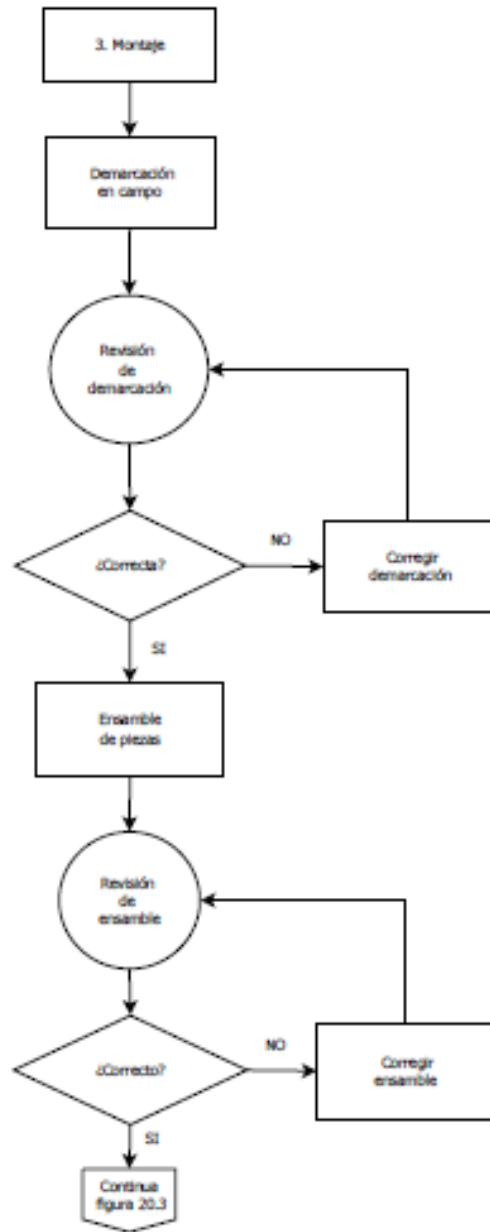 3. Montaje
Demarcación
en campo
Revisión
de
demarcación
¿Correcta?
NO
Corregir
demarcación
SI
Ensamble
de piezas
Revisión
de
ensamble
¿Correcto?
NO
Corregir
ensamble
SI
Continua
figura 20.3